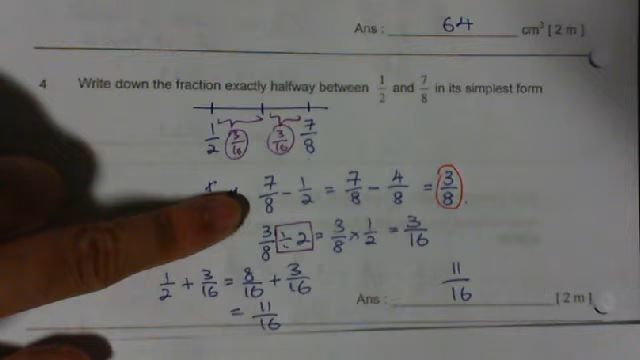 Ans : 64 cm² [ 2 m ]
4 Write down the fraction exactly halfway between 1/2 and 7/8 in its simplest form
1/2 3/16 3/16 7/8
7/8 - 1/2 = 7/8 - 4/8 = 3/8
3/8 ÷ 2 = 3/8 × 1/2 = 3/16
1/2 + 3/16 = 8/16 + 3/16
= 11/16
Ans : 11/16 [ 2 m ]